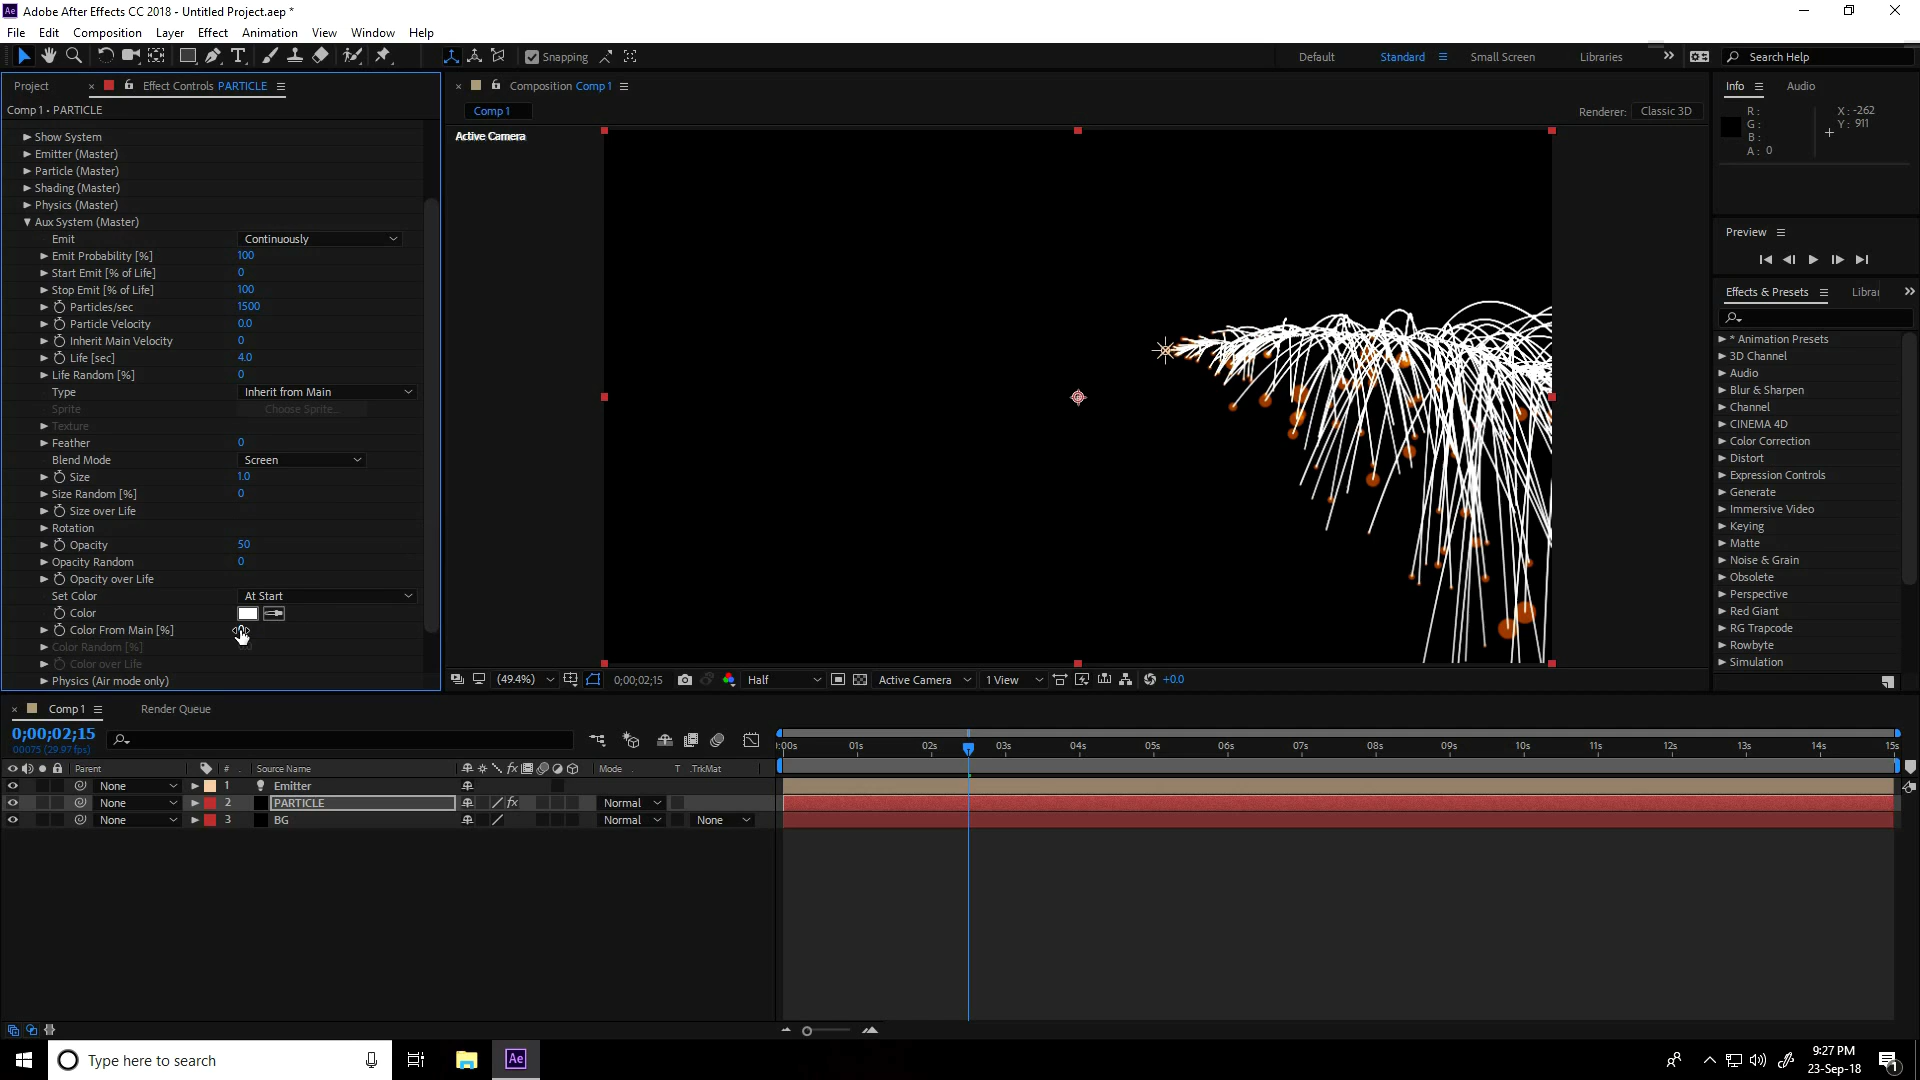 Adobe After Effects CC 2018 - Untitled Project.aep *
File Edit Composition Layer Effect Animation View Window Help
Snapping
Default Standard Small Screen Libraries Search Help
Project Effect Controls PARTICLE
Comp 1 • PARTICLE
Show System
Emitter (Master)
Particle (Master)
Shading (Master)
Physics (Master)
Aux System (Master)
Emit Continuously
Emit Probability [%] 100
Start Emit [% of Life] 0
Stop Emit [% of Life] 100
Particles/sec 1500
Particle Velocity 0.0
Inherit Main Velocity 0
Life [sec] 4.0
Life Random [%] 0
Type Inherit from Main
Sprite Choose Sprite...
Texture
Feather 0
Blend Mode Screen
Size 1.0
Size Random [%] 0
Size over Life
Rotation
Opacity 50
Opacity Random 0
Opacity over Life
Set Color At Start
Color
Color From Main [%]
Color Random [%]
Color over Life
Physics (Air mode only)
Composition Comp 1
Comp 1
Renderer: Classic 3D
Active Camera
(49.4%) 0;00;02;15 Half Active Camera 1 View +0.0
Info Audio
R: X: -262
G: Y: 911
B:
A: 0
Preview
Effects & Presets Librar
* Animation Presets
3D Channel
Audio
Blur & Sharpen
Channel
CINEMA 4D
Color Correction
Distort
Expression Controls
Generate
Immersive Video
Keying
Matte
Noise & Grain
Obsolete
Perspective
Red Giant
RG Trapcode
Rowbyte
Simulation
Comp 1 Render Queue
0;00;02;15
00075 (29.97 fps)
:00s 01s 02s 03s 04s 05s 06s 07s 08s 09s 10s 11s 12s 13s 14s 15s
Parent # Source Name Mode T .TrkMat
None 1 Emitter
None 2 PARTICLE Normal
None 3 BG Normal None
Type here to search
Ae
9:27 PM
23-Sep-18
1